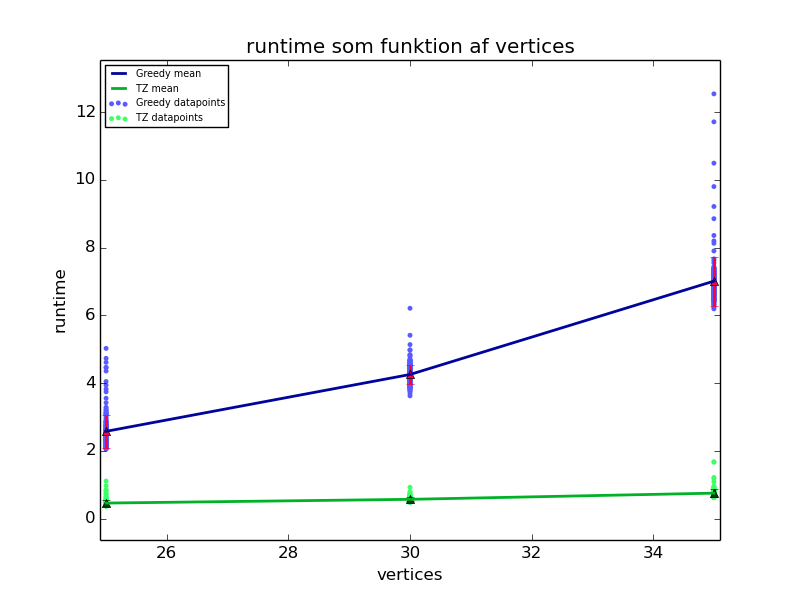 runtime som funktion af vertices
Greedy mean
TZ mean
Greedy datapoints
TZ datapoints
12
10
8
6
4
2
0
runtime
26
28
30
32
34
vertices